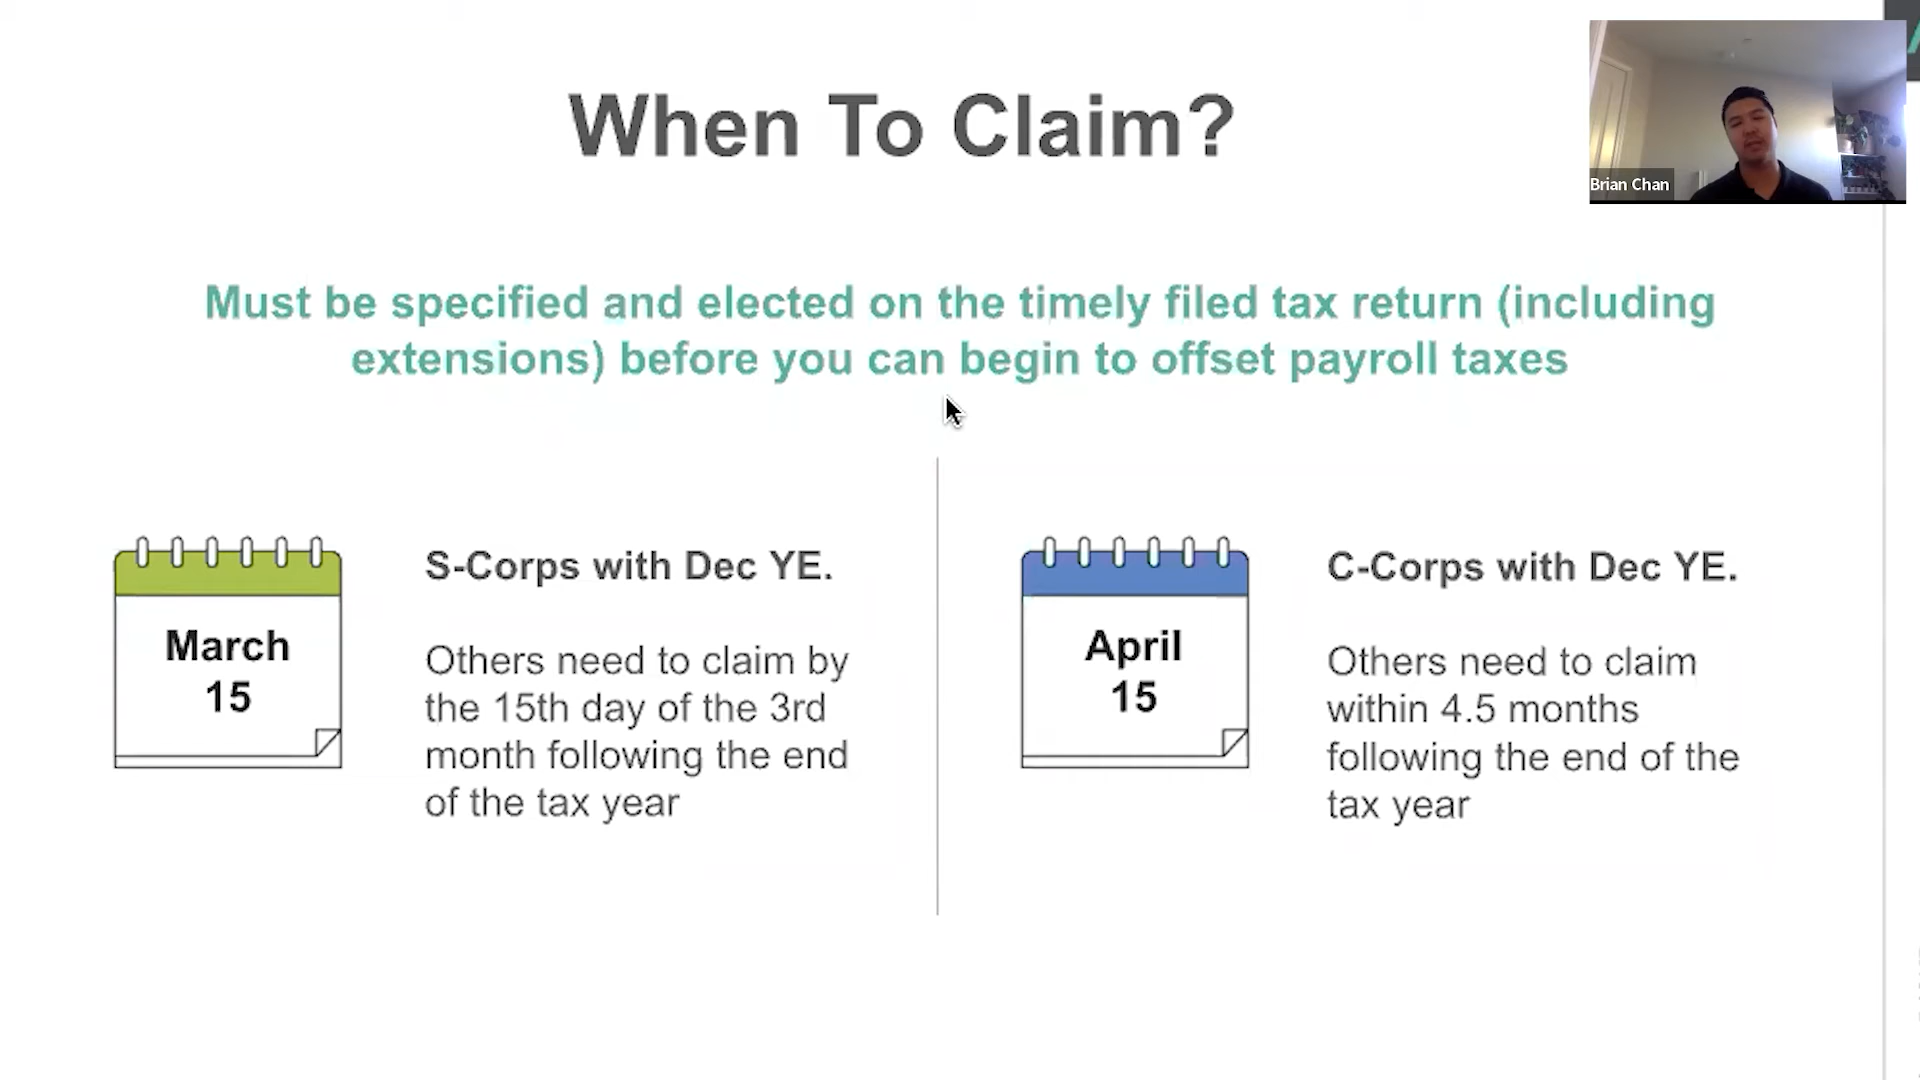 When To Claim?
Brian Chan
Must be specified and elected on the timely filed tax return (including
extensions) before you can begin to offset payroll taxes
March
15
S-Corps with Dec YE.
Others need to claim by
the 15th day of the 3rd
month following the end
of the tax year
April
15
C-Corps with Dec YE.
Others need to claim
within 4.5 months
following the end of the
tax year